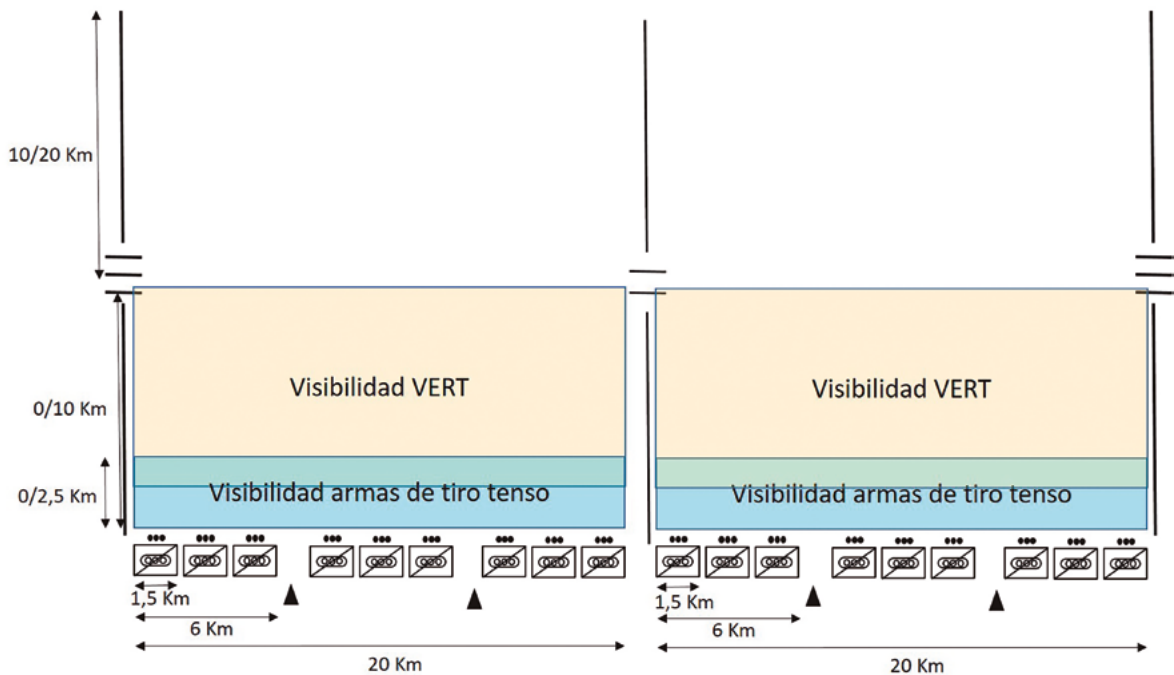 10/20 Km
Visibilidad VERT
Visibilidad VERT
0/10 Km
0/2,5 Km
Visibilidad armas de tiro tenso
Visibilidad armas de tiro tenso
1,5 Km
1,5 Km
6 Km
6 Km
20 Km
20 Km